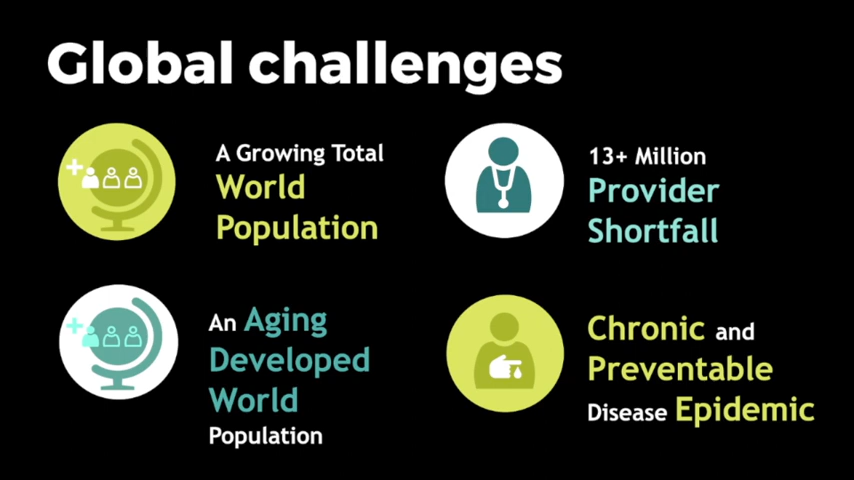 Global challenges
A Growing Total
World
Population
13+ Million
Provider
Shortfall
An Aging
Developed
World
Population
Chronic and
Preventable
Disease Epidemic